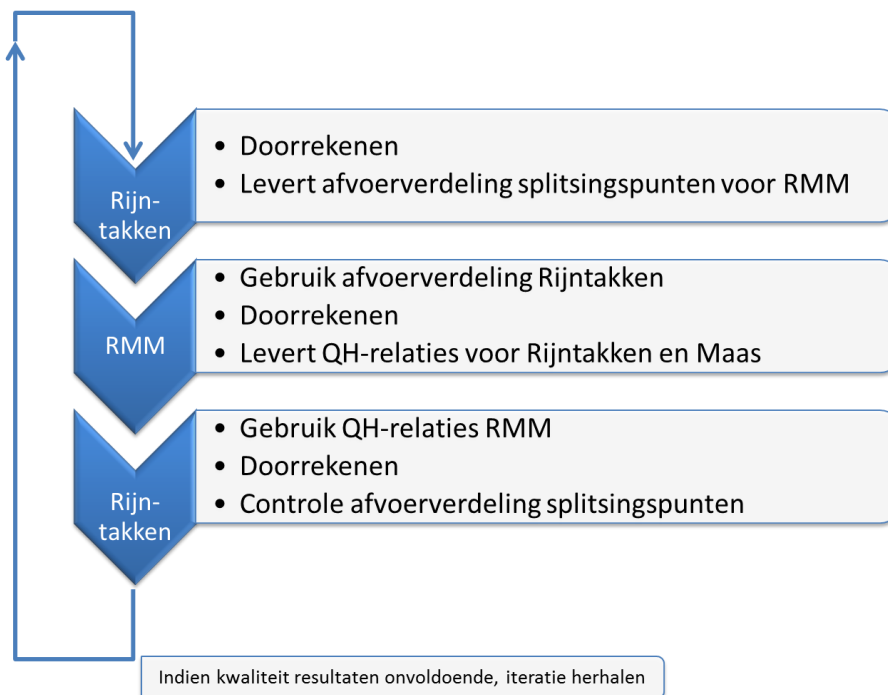 Rijn-
takken
• Doorrekenen
• Levert afvoerverdeling splitsingspunten voor RMM
RMM
• Gebruik afvoerverdeling Rijntakken
• Doorrekenen
• Levert QH-relaties voor Rijntakken en Maas
Rijn-
takken
• Gebruik QH-relaties RMM
• Doorrekenen
• Controle afvoerverdeling splitsingspunten
Indien kwaliteit resultaten onvoldoende, iteratie herhalen